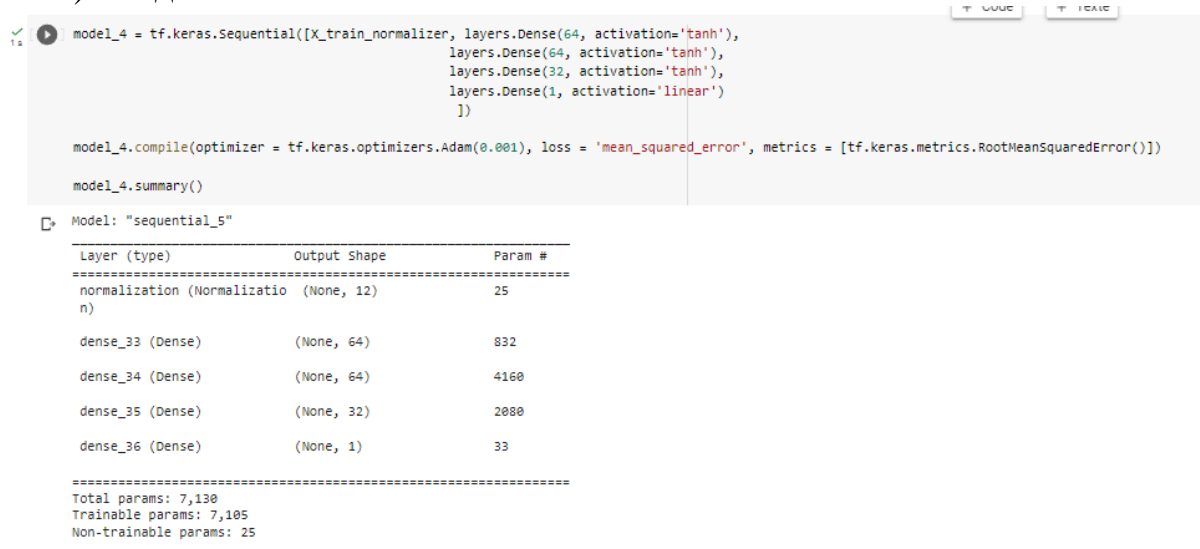 + Code + Texte
1s
model_4 = tf.keras.Sequential([X_train_normalizer, layers.Dense(64, activation='tanh'),
layers.Dense(64, activation='tanh'),
layers.Dense(32, activation='tanh'),
layers.Dense(1, activation='linear')
])
model_4.compile(optimizer = tf.keras.optimizers.Adam(0.001), loss = 'mean_squared_error', metrics = [tf.keras.metrics.RootMeanSquaredError()])
model_4.summary()
Model: "sequential_5"
_________________________________________________________________
Layer (type) Output Shape Param #
=================================================================
normalization (Normalizatio (None, 12) 25
n)
dense_33 (Dense) (None, 64) 832
dense_34 (Dense) (None, 64) 4160
dense_35 (Dense) (None, 32) 2080
dense_36 (Dense) (None, 1) 33
=================================================================
Total params: 7,130
Trainable params: 7,105
Non-trainable params: 25